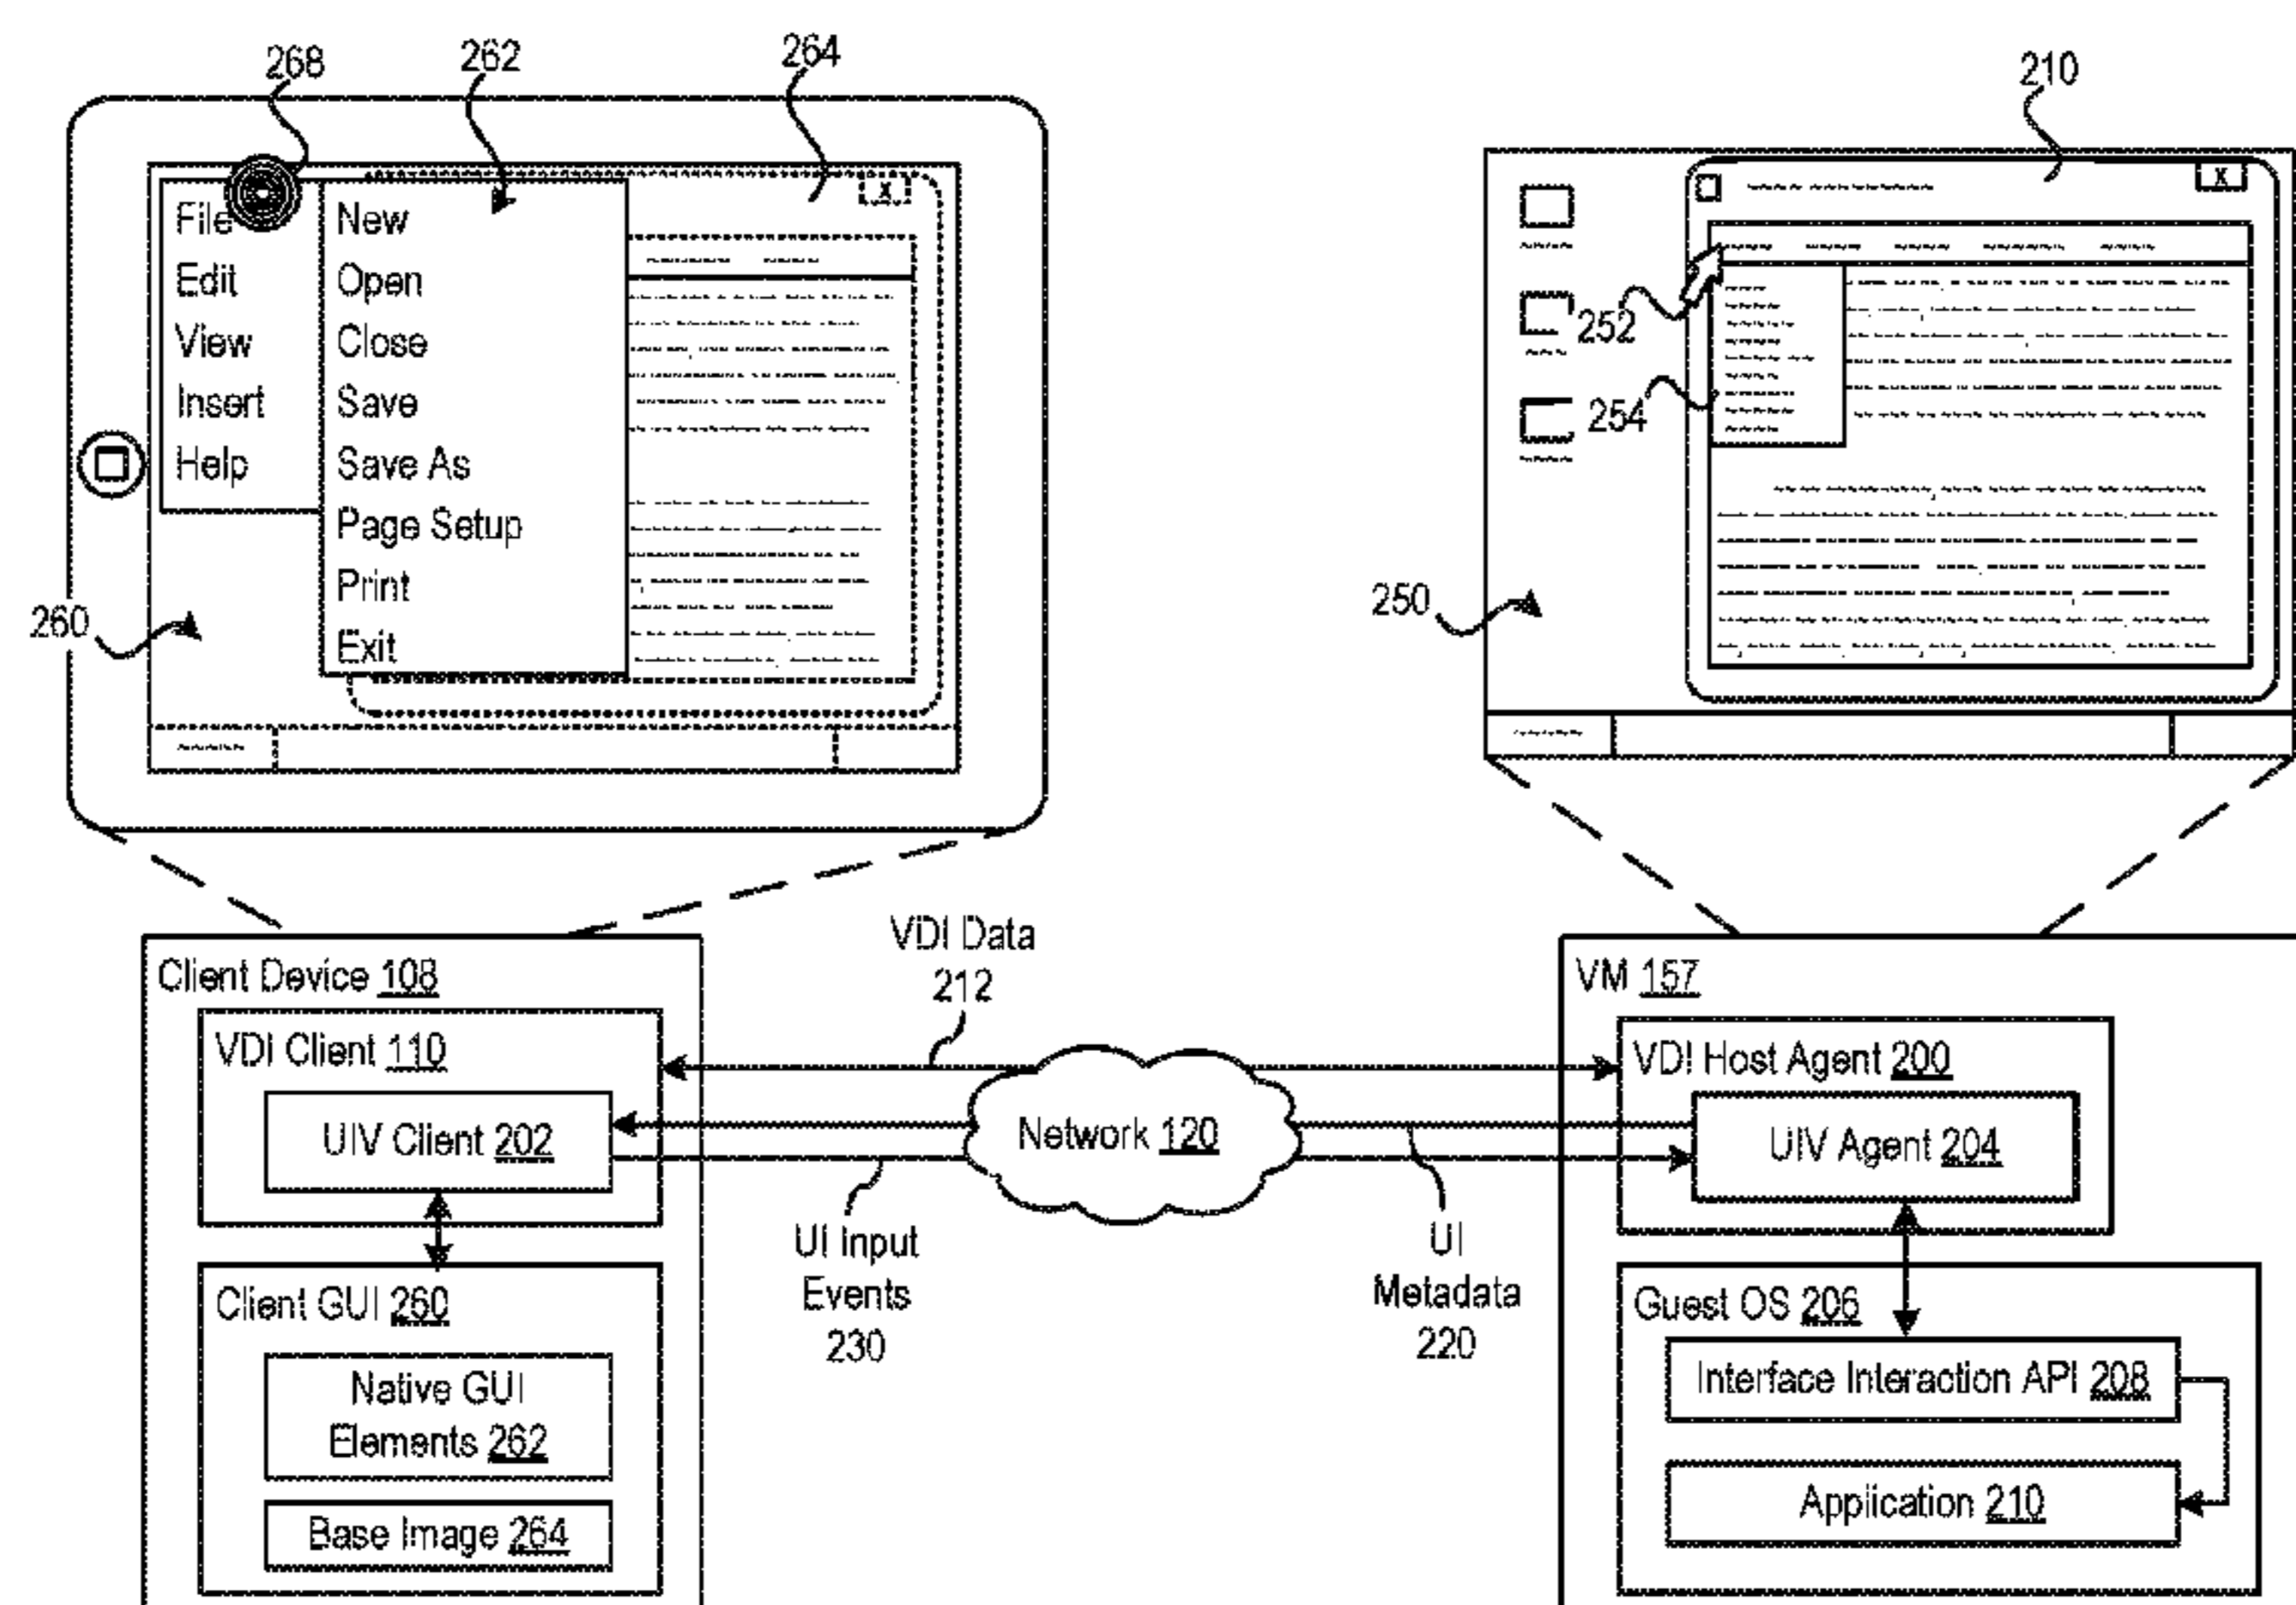 268
262
264
210
X
X
File
Edit
View
Insert
Help
New
Open
Close
Save
Save As
Page Setup
Print
Exit
252
254
260
250
VDI Data
212
Client Device 108
VDI Client 110
UIV Client 202
Network 120
UI Input
Events
230
UI
Metadata
220
Client GUI 260
Native GUI
Elements 262
Base Image 264
VM 157
VDI Host Agent 200
UIV Agent 204
Guest OS 206
Interface Interaction API 208
Application 210